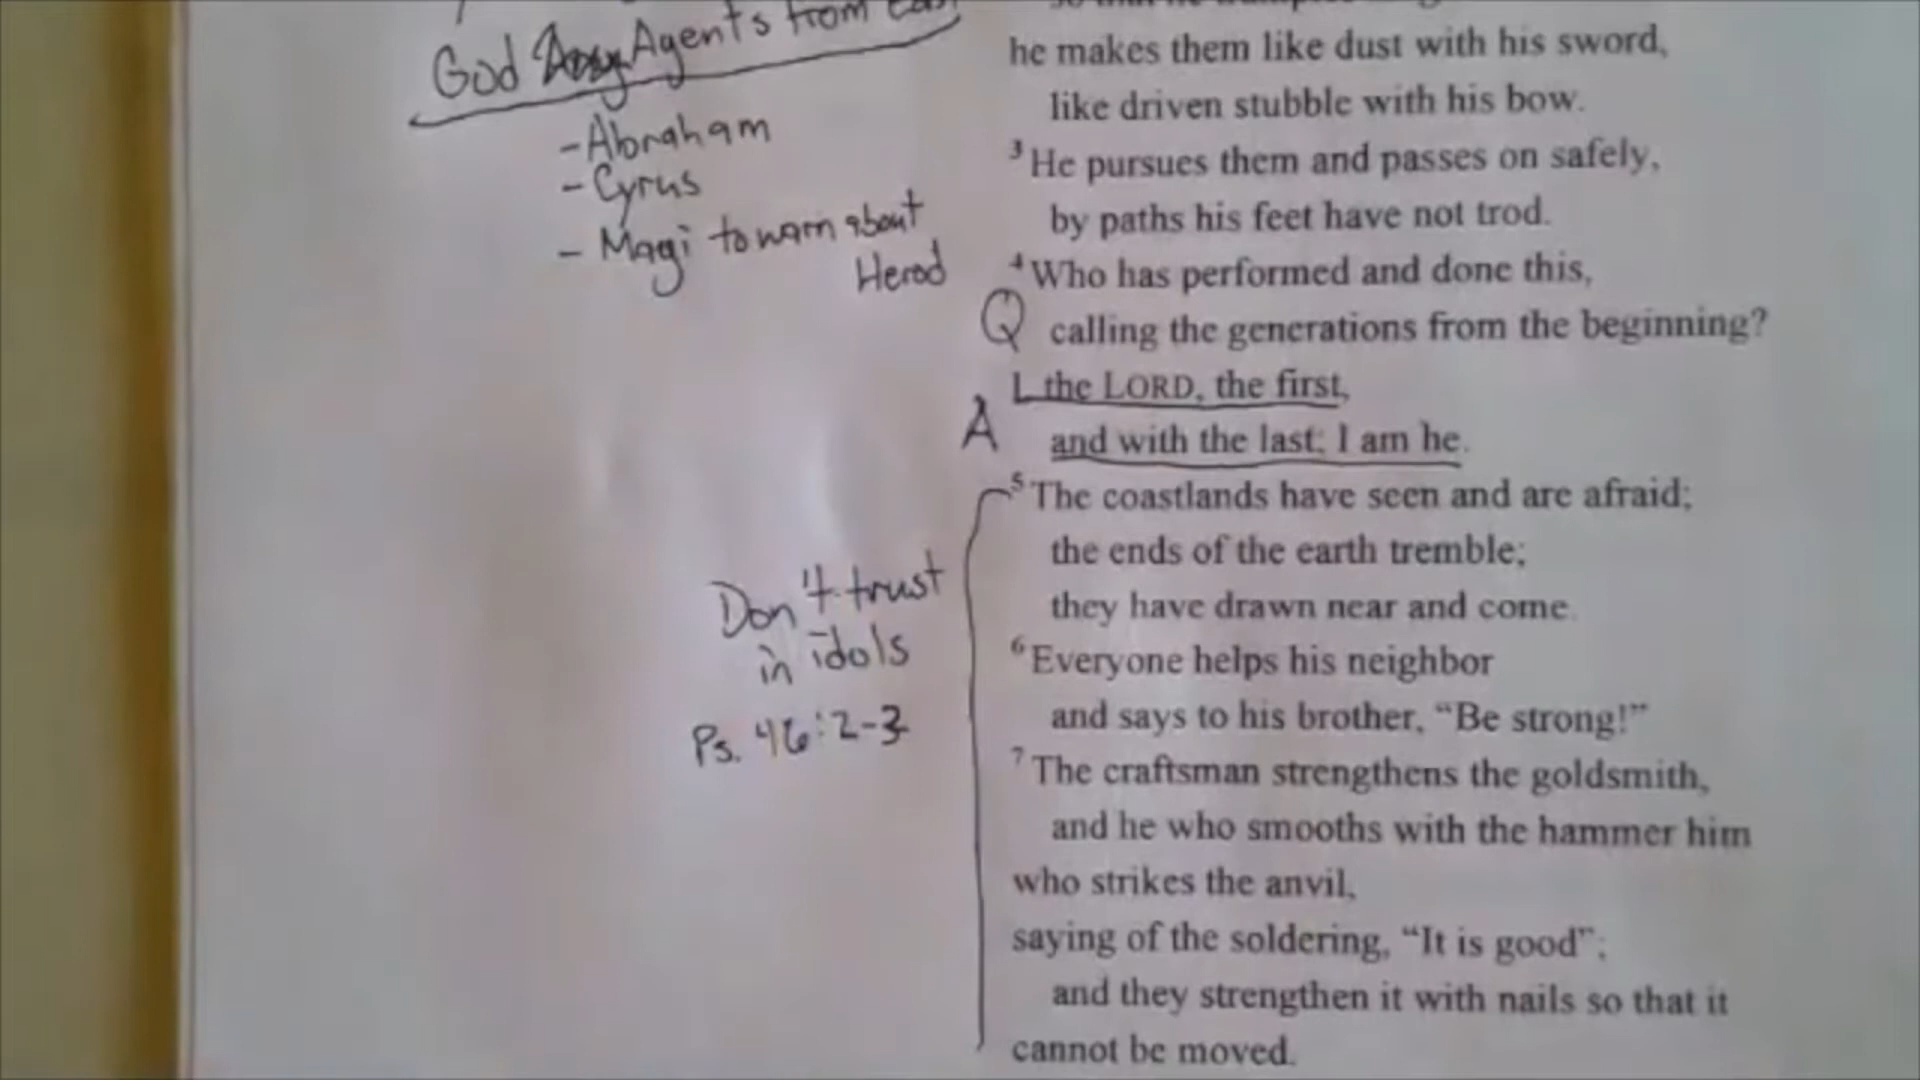 God Agents from East
- Abraham
- Cyrus
- Magi to warn about
Herod
Don't trust
in idols
Ps. 46:2-3
he makes them like dust with his sword,
like driven stubble with his bow.
3 He pursues them and passes on safely,
by paths his feet have not trod.
4 Who has performed and done this,
Q calling the generations from the beginning?
I, the LORD, the first,
A and with the last; I am he.
5 The coastlands have seen and are afraid;
the ends of the earth tremble;
they have drawn near and come.
6 Everyone helps his neighbor
and says to his brother, “Be strong!”
7 The craftsman strengthens the goldsmith,
and he who smooths with the hammer him
who strikes the anvil,
saying of the soldering, “It is good”;
and they strengthen it with nails so that it
cannot be moved.